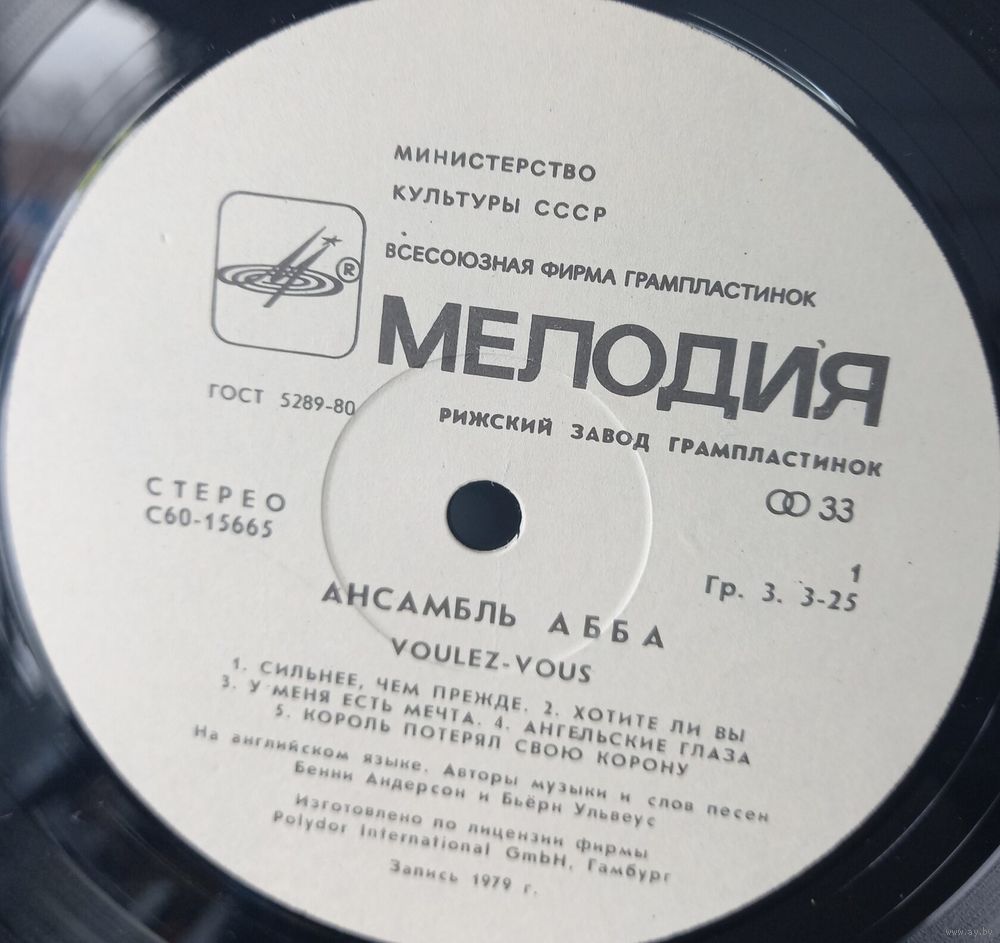 МИНИСТЕРСТВО
КУЛЬТУРЫ СССР
ВСЕСОЮЗНАЯ ФИРМА ГРАМПЛАСТИНОК
®
МЕЛОДИЯ
ГОСТ 5289-80
РИЖСКИЙ ЗАВОД ГРАМПЛАСТИНОК
СТЕРЕО
33
С60-15665
1
Гр. 3. 3-25
АНСАМБЛЬ АББА
VOULEZ-VOUS
1. СИЛЬНЕЕ, ЧЕМ ПРЕЖДЕ. 2. ХОТИТЕ ЛИ ВЫ
3. У МЕНЯ ЕСТЬ МЕЧТА. 4. АНГЕЛЬСКИЕ ГЛАЗА
5. КОРОЛЬ ПОТЕРЯЛ СВОЮ КОРОНУ
На английском языке. Авторы музыки и слов песен
Бенни Андерсон и Бьёрн Ульвеус
Изготовлено по лицензии фирмы
Polydor International GmbH, Гамбург
Запись 1979 г.
www.ay.by